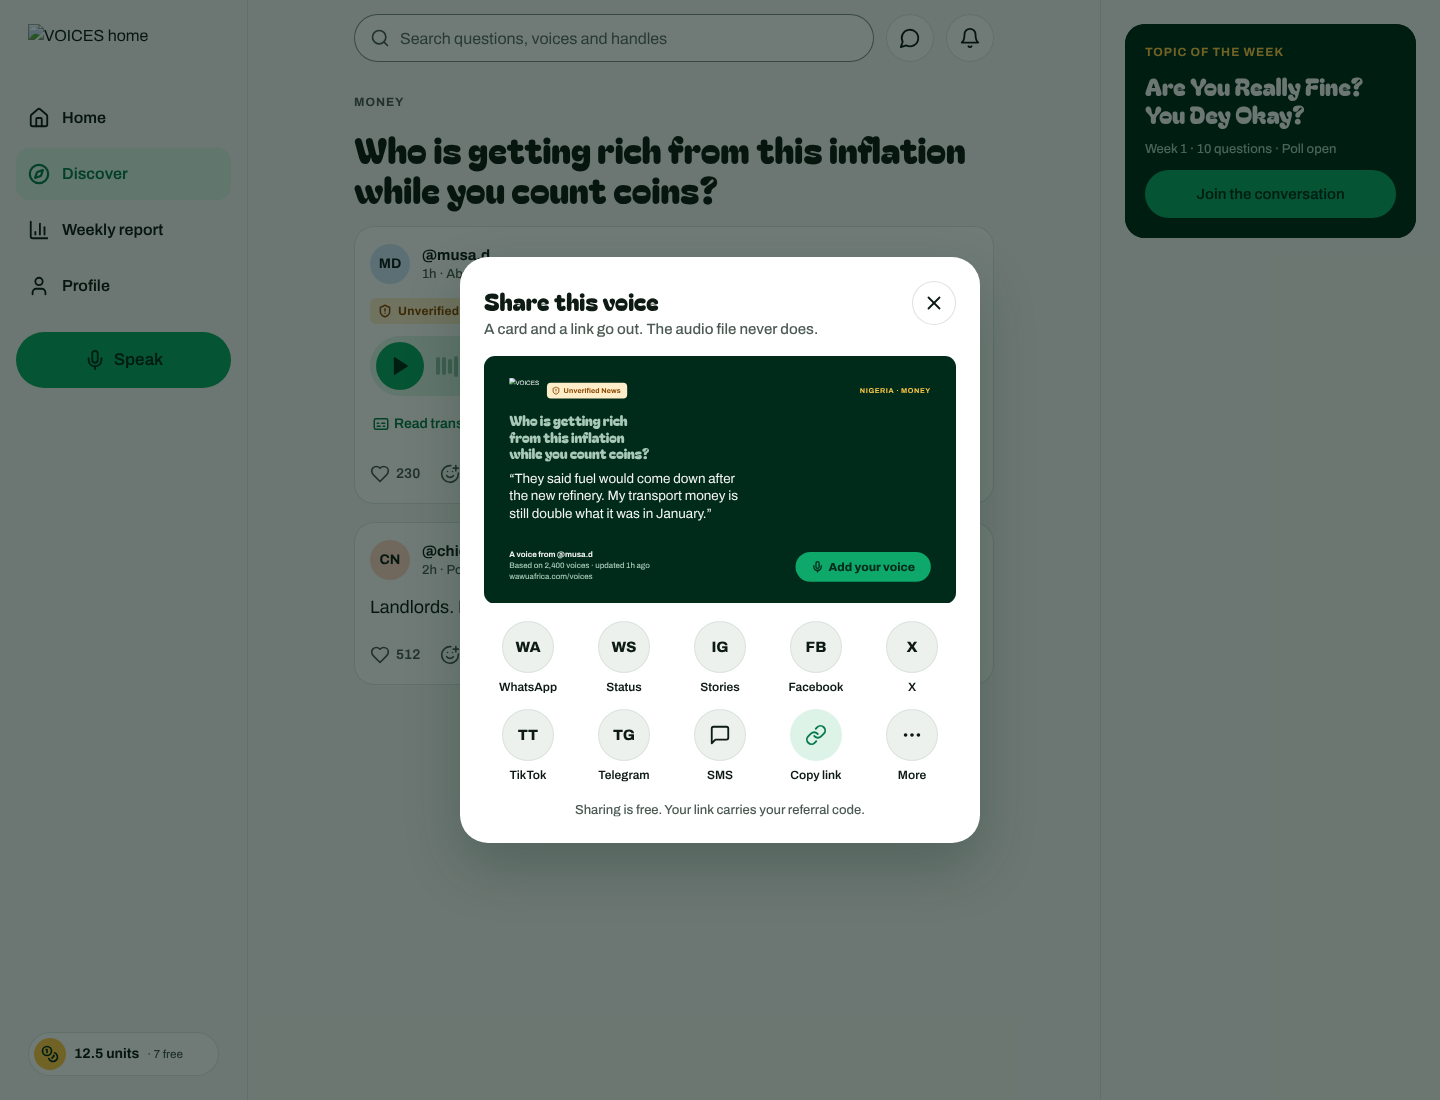 VOICES home
Search questions, voices and handles
Home
Discover
Weekly report
Profile
Speak
12.5 units · 7 free
MONEY
Who is getting rich from this inflation
while you count coins?
MD
@musa.d
1h · Ab
Unverified
Read trans
230
CN
@chi
2h · Po
Landlords.
512
TOPIC OF THE WEEK
Are You Really Fine?
You Dey Okay?
Week 1 · 10 questions · Poll open
Join the conversation
Share this voice
A card and a link go out. The audio file never does.
VOICES
Unverified News
NIGERIA · MONEY
Who is getting rich
from this inflation
while you count coins?
“They said fuel would come down after
the new refinery. My transport money is
still double what it was in January.”
A voice from @musa.d
Based on 2,400 voices · updated 1h ago
wawuafrica.com/voices
Add your voice
WA
WS
IG
FB
X
WhatsApp
Status
Stories
Facebook
X
TT
TG
TikTok
Telegram
SMS
Copy link
More
Sharing is free. Your link carries your referral code.